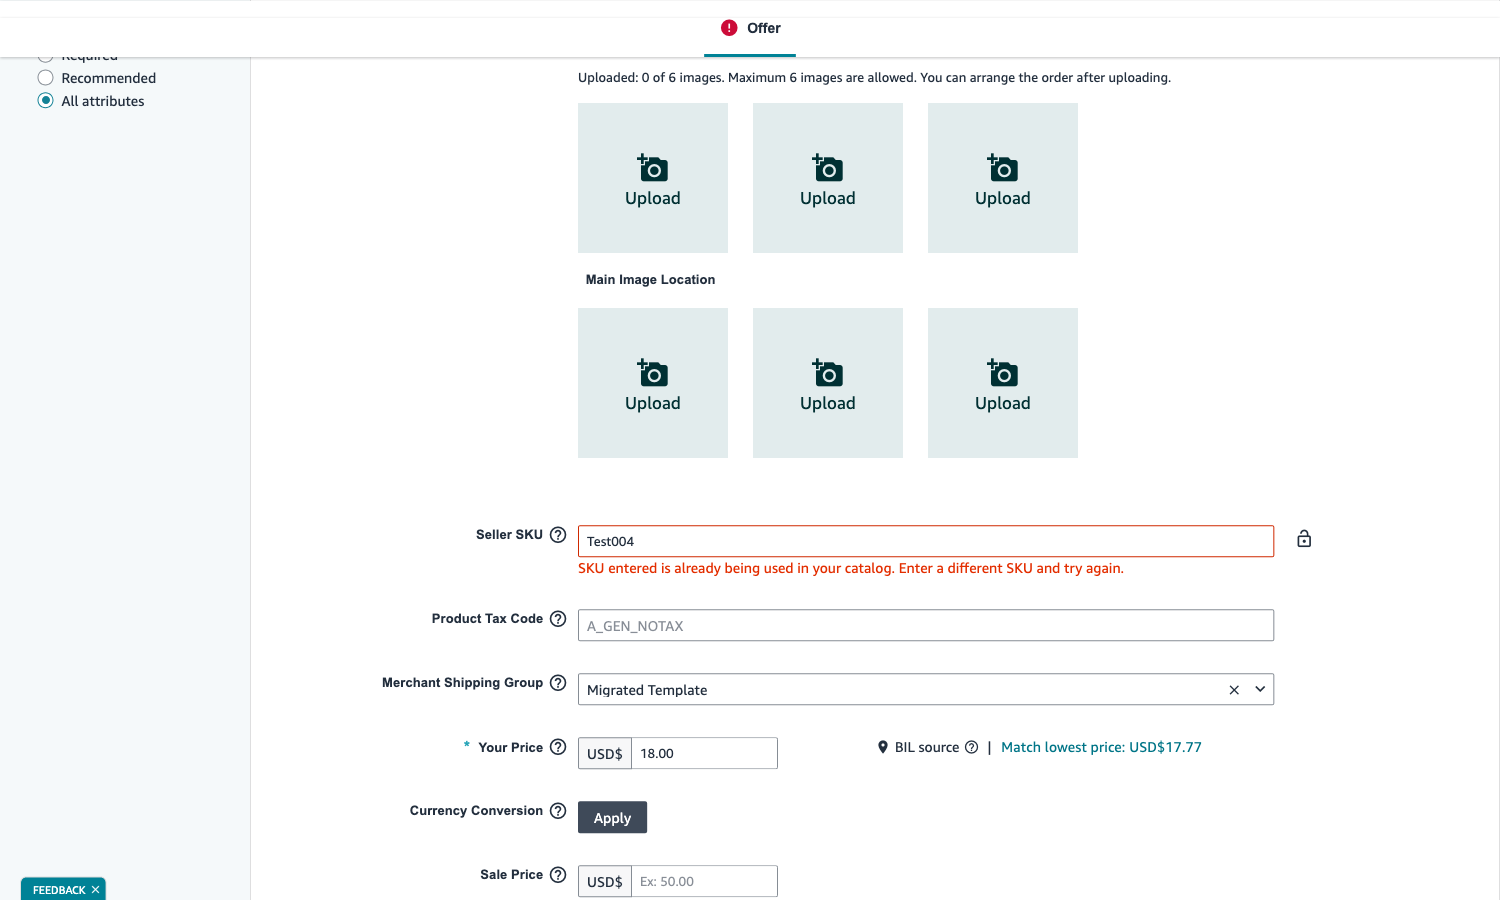 Offer
Required
Recommended
All attributes
Uploaded: 0 of 6 images. Maximum 6 images are allowed. You can arrange the order after uploading.
Upload Upload Upload
Main Image Location
Upload Upload Upload
Seller SKU Test004
SKU entered is already being used in your catalog. Enter a different SKU and try again.
Product Tax Code A_GEN_NOTAX
Merchant Shipping Group Migrated Template
* Your Price USD$ 18.00 BIL source | Match lowest price: USD$17.77
Currency Conversion Apply
Sale Price USD$ Ex: 50.00
FEEDBACK